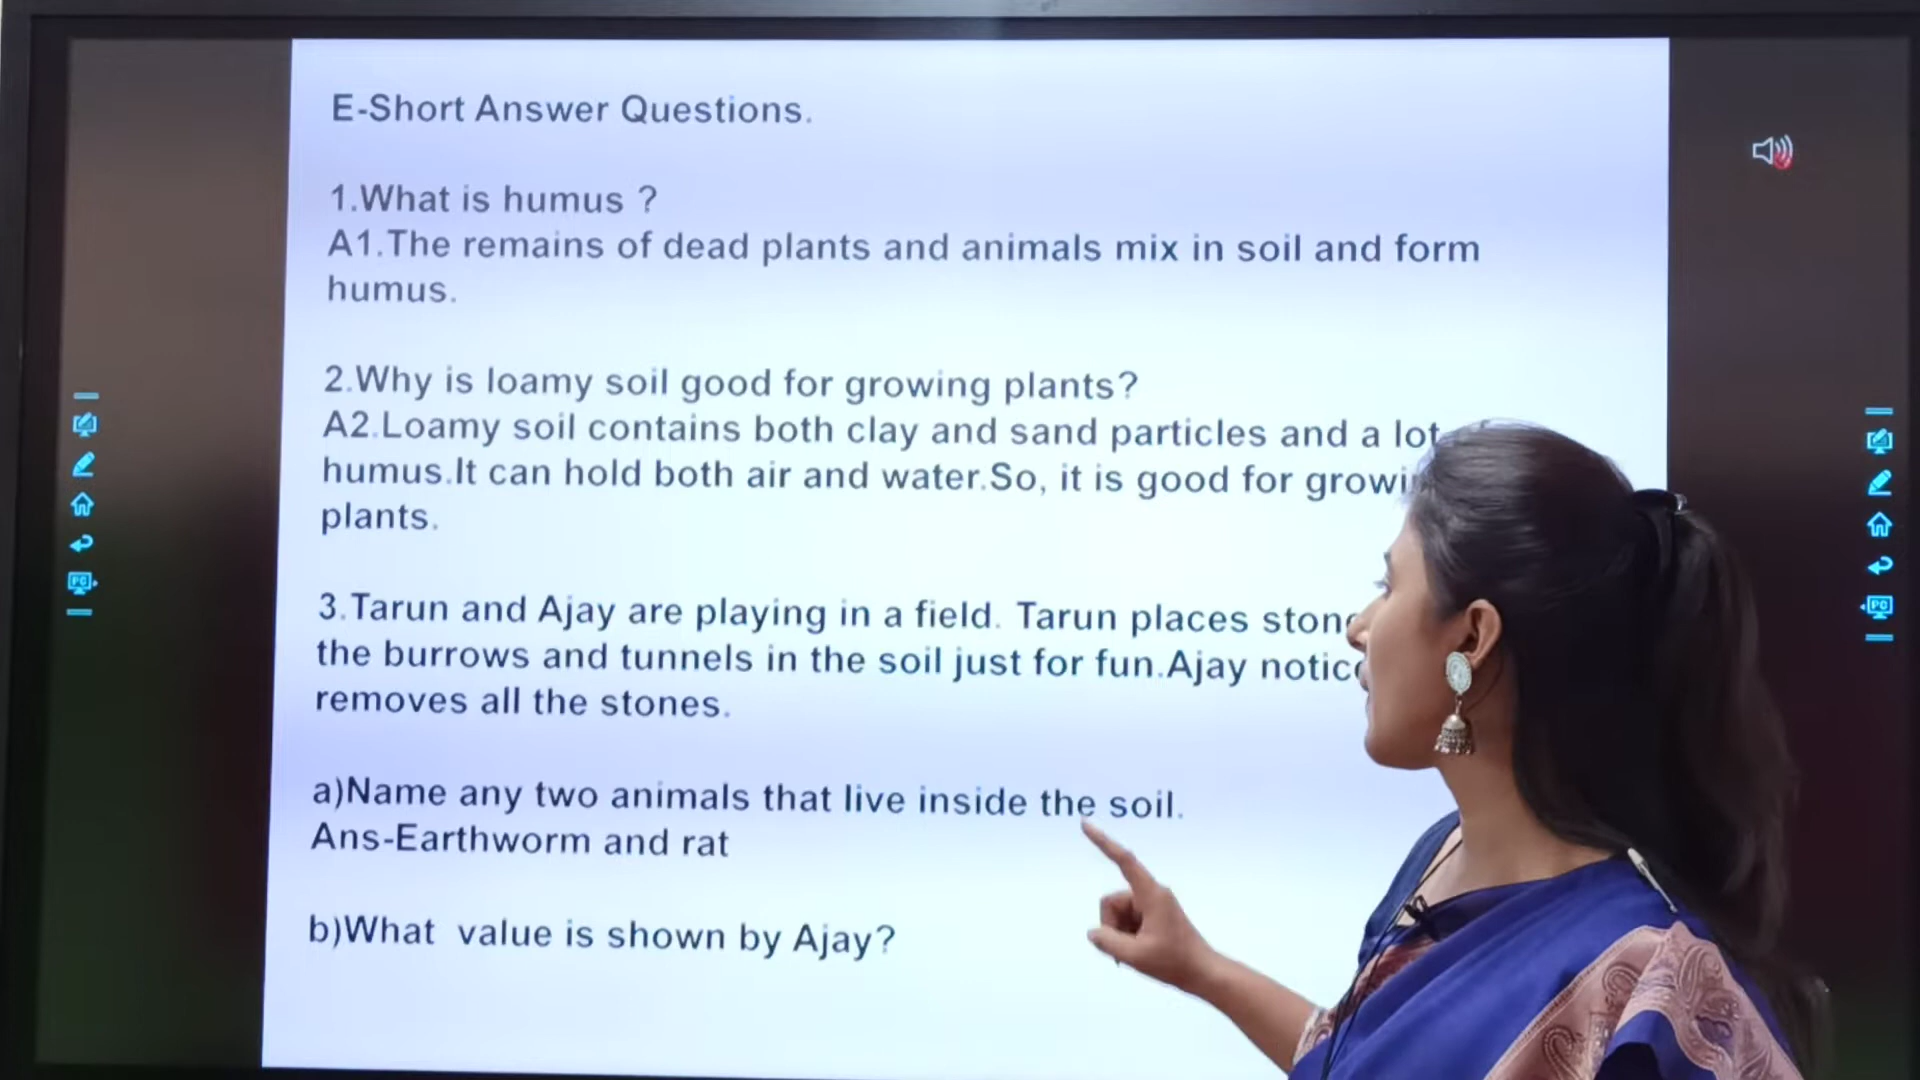 E-Short Answer Questions.
1.What is humus ?
A1.The remains of dead plants and animals mix in soil and form
humus.
2.Why is loamy soil good for growing plants?
A2.Loamy soil contains both clay and sand particles and a lot
humus.It can hold both air and water.So, it is good for
plants.
3.Tarun and Ajay are playing in a field. Tarun places
the burrows and tunnels in the soil just for fun.Ajay
removes all the stones.
a)Name any two animals that live inside the soil.
Ans-Earthworm and rat
b)What value is shown by Ajay?
PC
PC